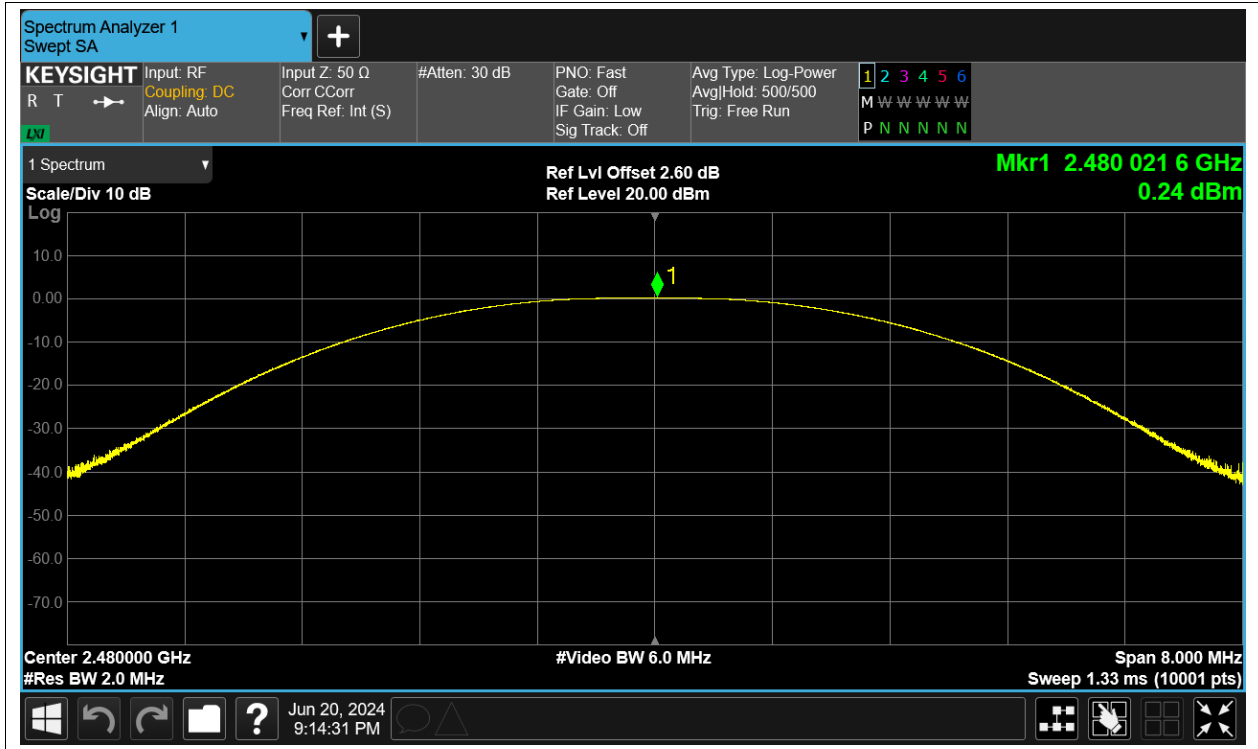 Spectrum Analyzer 1
Swept SA
+
KEYSIGHT
R T
LXI
Input: RF
Coupling: DC
Align: Auto
Input Z: 50 Ω
Corr CCorr
Freq Ref: Int (S)
#Atten: 30 dB
PNO: Fast
Gate: Off
IF Gain: Low
Sig Track: Off
Avg Type: Log-Power
Avg|Hold: 500/500
Trig: Free Run
1 2 3 4 5 6
M W W W W W
P N N N N N
1 Spectrum
Scale/Div 10 dB
Log
Ref Lvl Offset 2.60 dB
Ref Level 20.00 dBm
Mkr1 2.480 021 6 GHz
0.24 dBm
1
10.0
0.00
-10.0
-20.0
-30.0
-40.0
-50.0
-60.0
-70.0
Center 2.480000 GHz
#Res BW 2.0 MHz
#Video BW 6.0 MHz
Span 8.000 MHz
Sweep 1.33 ms (10001 pts)
?
Jun 20, 2024
9:14:31 PM